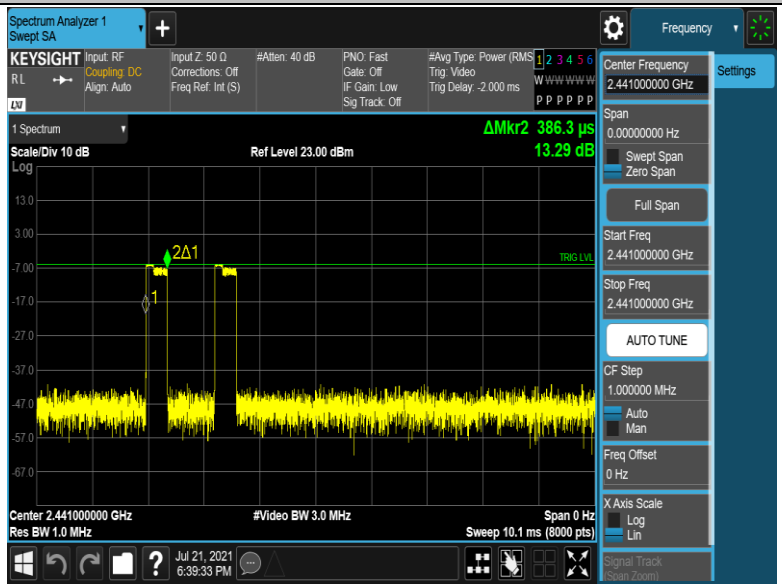 Spectrum Analyzer 1
Swept SA
Frequency
KEYSIGHT
RL
LXI
Input: RF
Coupling: DC
Align: Auto
Input Z: 50 Ω
Corrections: Off
Freq Ref: Int (S)
#Atten: 40 dB
PNO: Fast
Gate: Off
IF Gain: Low
Sig Track: Off
#Avg Type: Power (RMS
Trig: Video
Trig Delay: -2.000 ms
1 2 3 4 5 6
W W W W W W
P P P P P P
1 Spectrum
ΔMkr2 386.3 µs
13.29 dB
Scale/Div 10 dB
Ref Level 23.00 dBm
Log
13.0
3.00
-7.00
-17.0
-27.0
-37.0
-47.0
-57.0
-67.0
2Δ1
1
TRIG LVL
Center 2.441000000 GHz
#Video BW 3.0 MHz
Span 0 Hz
Res BW 1.0 MHz
Sweep 10.1 ms (8000 pts)
Center Frequency
2.441000000 GHz
Settings
Span
0.00000000 Hz
Swept Span
Zero Span
Full Span
Start Freq
2.441000000 GHz
Stop Freq
2.441000000 GHz
AUTO TUNE
CF Step
1.000000 MHz
Auto
Man
Freq Offset
0 Hz
X Axis Scale
Log
Lin
Signal Track
(Span Zoom)
?
Jul 21, 2021
6:39:33 PM